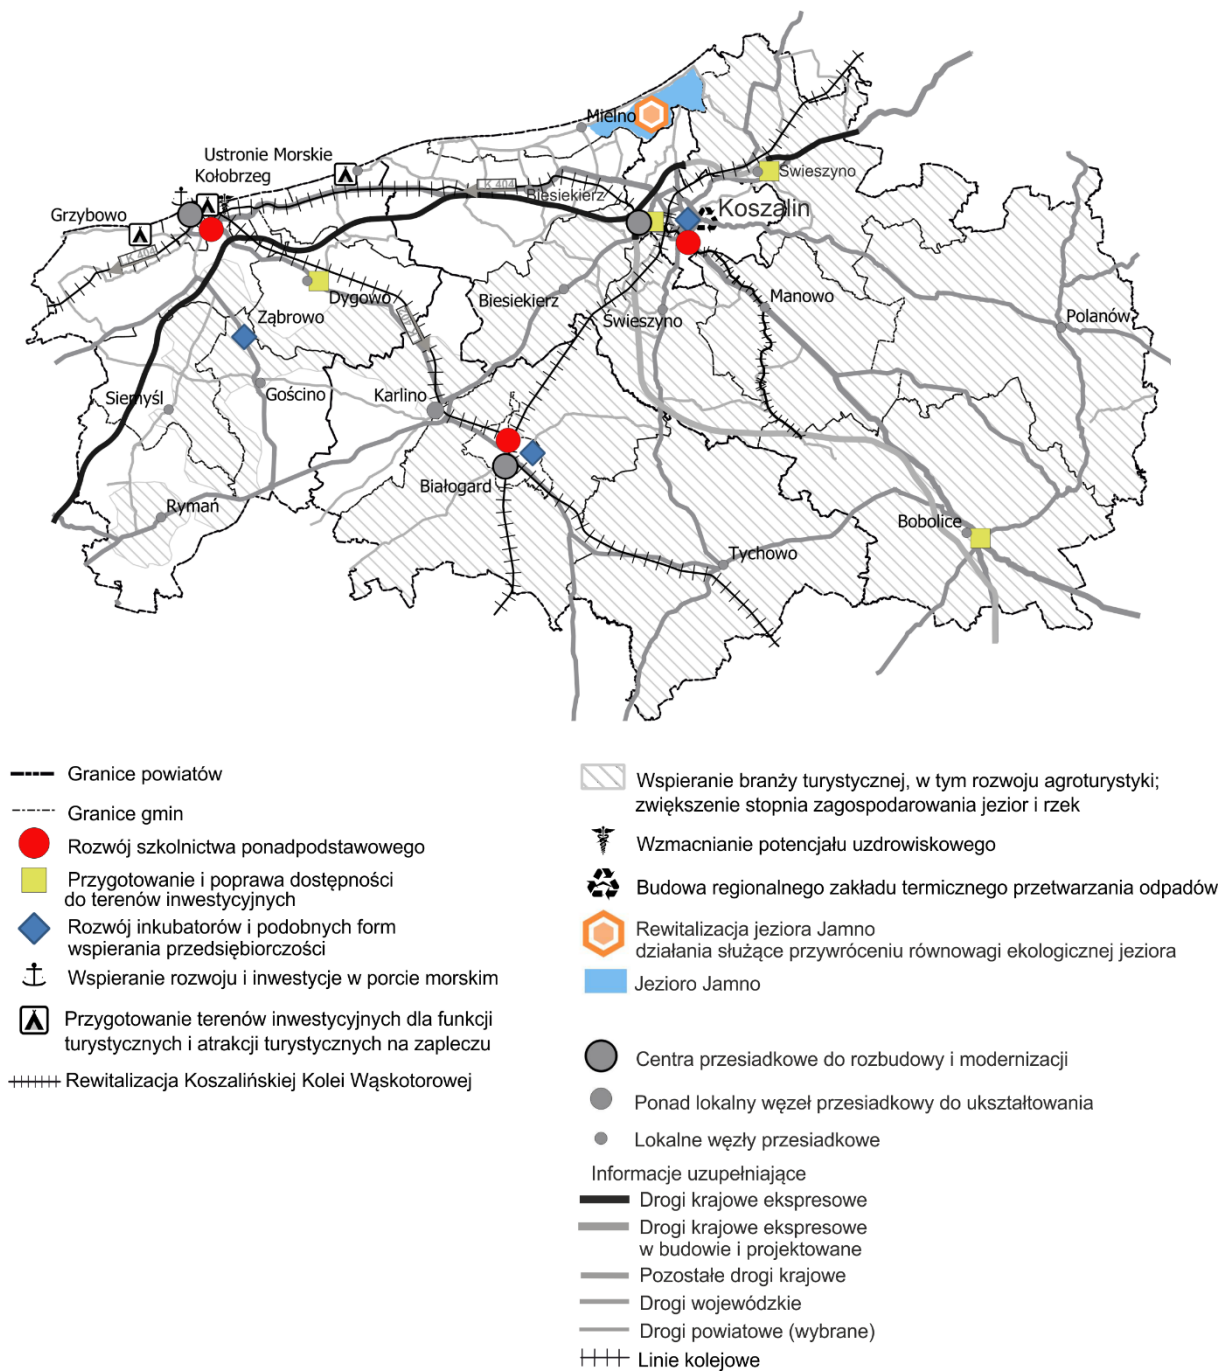 Mielno
Ustronie Morskie
Kołobrzeg
Świeszyno
K 404
Biesiekierz
Grzybowo
Koszalin
K 404
Dygowo
Biesiekierz
Manowo
Ząbrowo
Świeszyno
Polanów
K 402
Siemyśl
Gościno
Karlino
Białogard
Rymań
Bobolice
Tychowo
Granice powiatów
Granice gmin
Rozwój szkolnictwa ponadpodstawowego
Przygotowanie i poprawa dostępności
do terenów inwestycyjnych
Rozwój inkubatorów i podobnych form
wspierania przedsiębiorczości
Wspieranie rozwoju i inwestycje w porcie morskim
Przygotowanie terenów inwestycyjnych dla funkcji
turystycznych i atrakcji turystycznych na zapleczu
Rewitalizacja Koszalińskiej Kolei Wąskotorowej
Wspieranie branży turystycznej, w tym rozwoju agroturystyki;
zwiększenie stopnia zagospodarowania jezior i rzek
Wzmacnianie potencjału uzdrowiskowego
Budowa regionalnego zakładu termicznego przetwarzania odpadów
Rewitalizacja jeziora Jamno
działania służące przywróceniu równowagi ekologicznej jeziora
Jezioro Jamno
Centra przesiadkowe do rozbudowy i modernizacji
Ponad lokalny węzeł przesiadkowy do ukształtowania
Lokalne węzły przesiadkowe
Informacje uzupełniające
Drogi krajowe ekspresowe
Drogi krajowe ekspresowe
w budowie i projektowane
Pozostałe drogi krajowe
Drogi wojewódzkie
Drogi powiatowe (wybrane)
Linie kolejowe